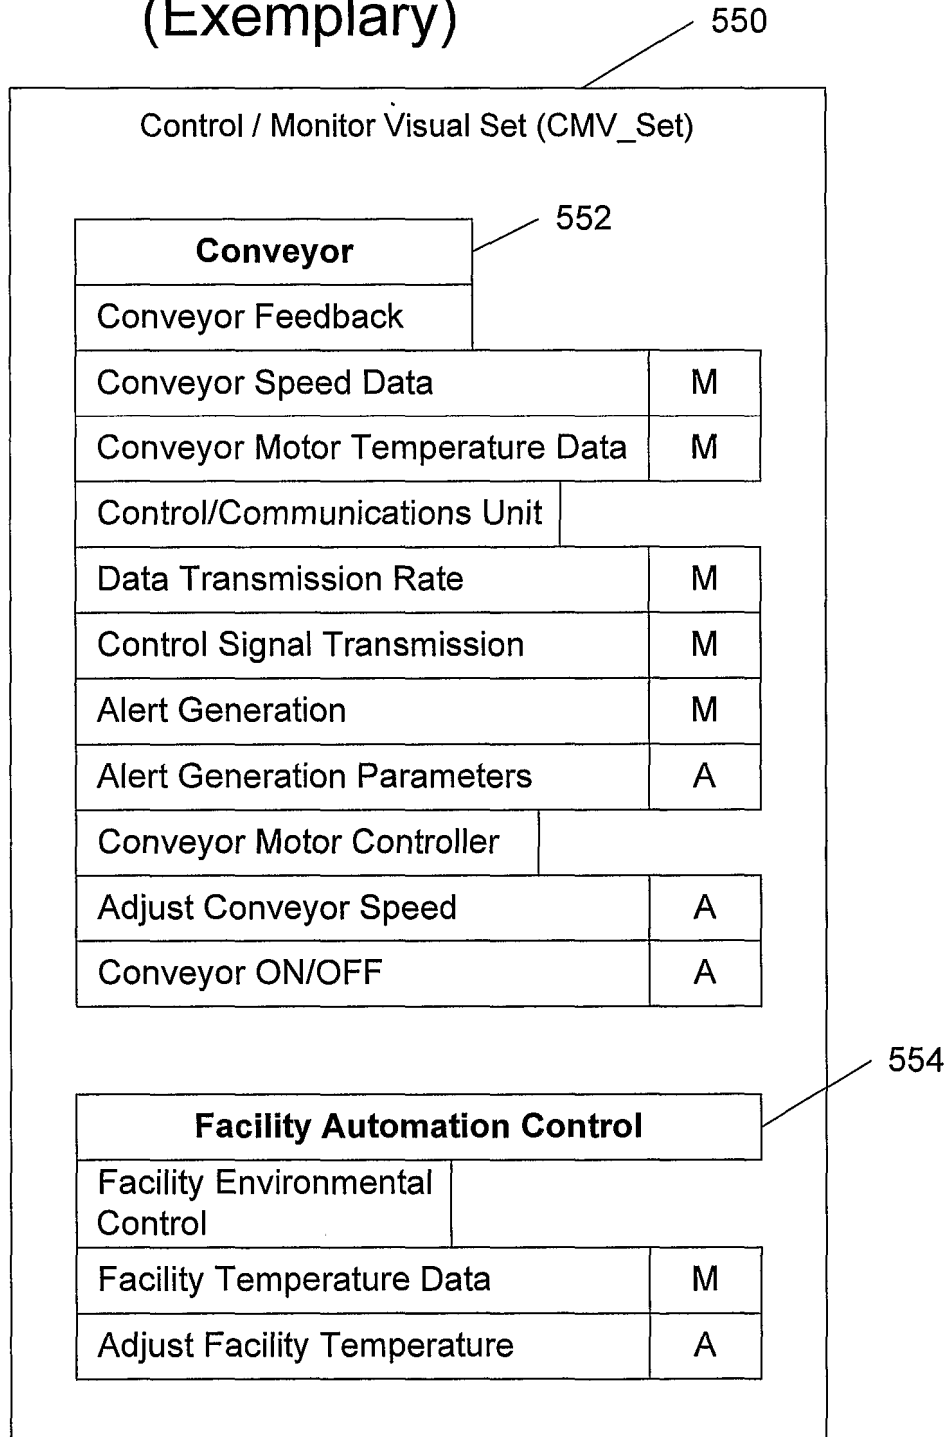 (Exemplary)
550
Control / Monitor Visual Set (CMV_Set)
552
Conveyor
Conveyor Feedback
Conveyor Speed Data M
Conveyor Motor Temperature Data M
Control/Communications Unit
Data Transmission Rate M
Control Signal Transmission M
Alert Generation M
Alert Generation Parameters A
Conveyor Motor Controller
Adjust Conveyor Speed A
Conveyor ON/OFF A
554
Facility Automation Control
Facility Environmental
Control
Facility Temperature Data M
Adjust Facility Temperature A